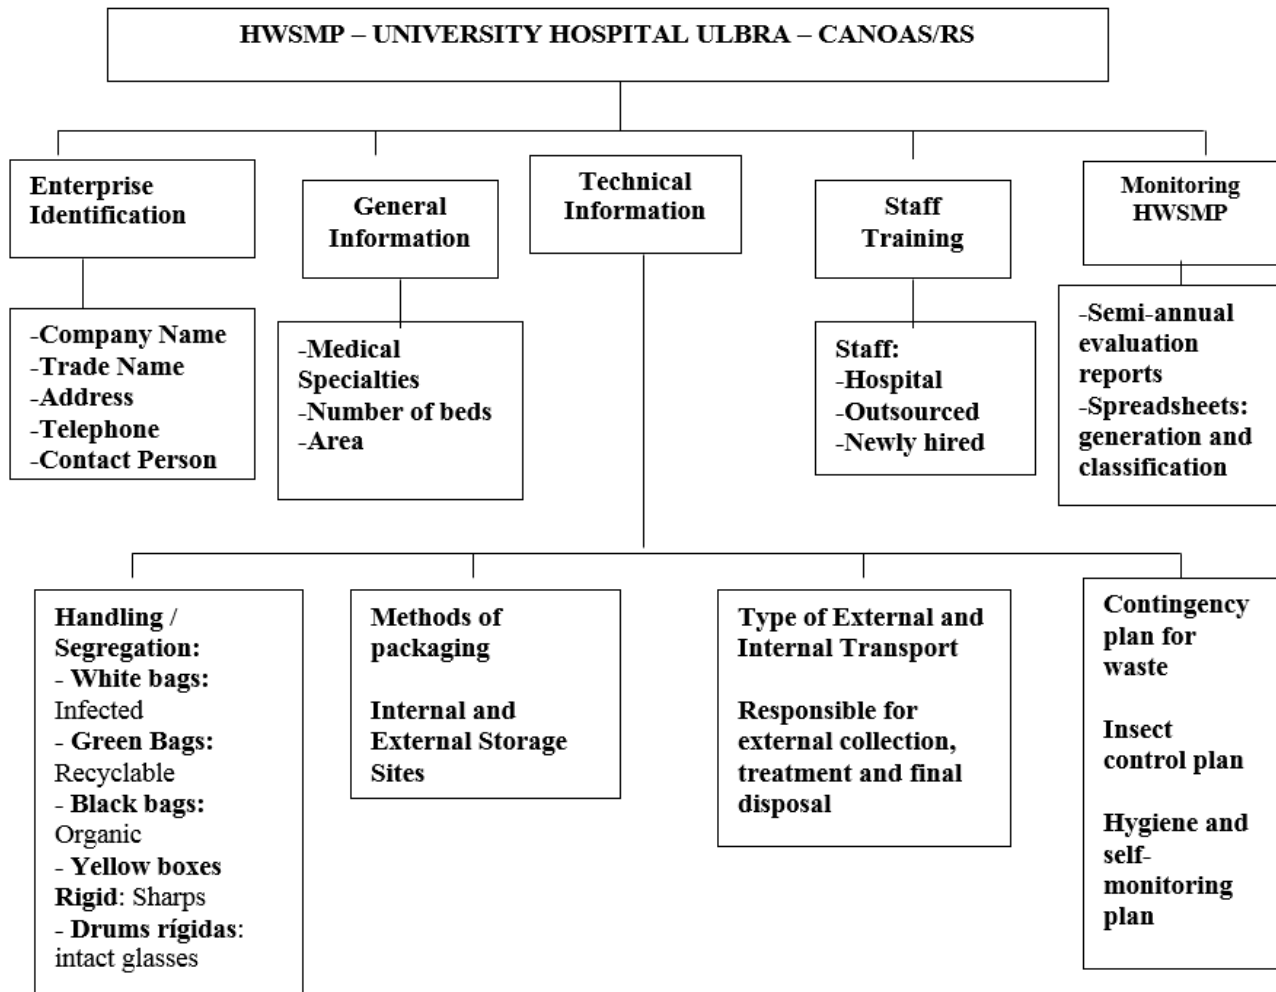 HWSMP – UNIVERSITY HOSPITAL ULBRA – CANOAS/RS
Enterprise
Identification
General
Information
Technical
Information
Staff
Training
Monitoring
HWSMP
-Company Name
-Trade Name
-Address
-Telephone
-Contact Person
-Medical
Specialties
-Number of beds
-Area
Staff:
-Hospital
-Outsourced
-Newly hired
-Semi-annual
evaluation
reports
-Spreadsheets:
generation and
classification
Handling /
Segregation:
- White bags:
Infected
- Green Bags:
Recyclable
- Black bags:
Organic
- Yellow boxes
Rigid: Sharps
- Drums rígidas:
intact glasses
Methods of
packaging
Internal and
External Storage
Sites
Type of External and
Internal Transport
Responsible for
external collection,
treatment and final
disposal
Contingency
plan for
waste
Insect
control plan
Hygiene and
self-
monitoring
plan